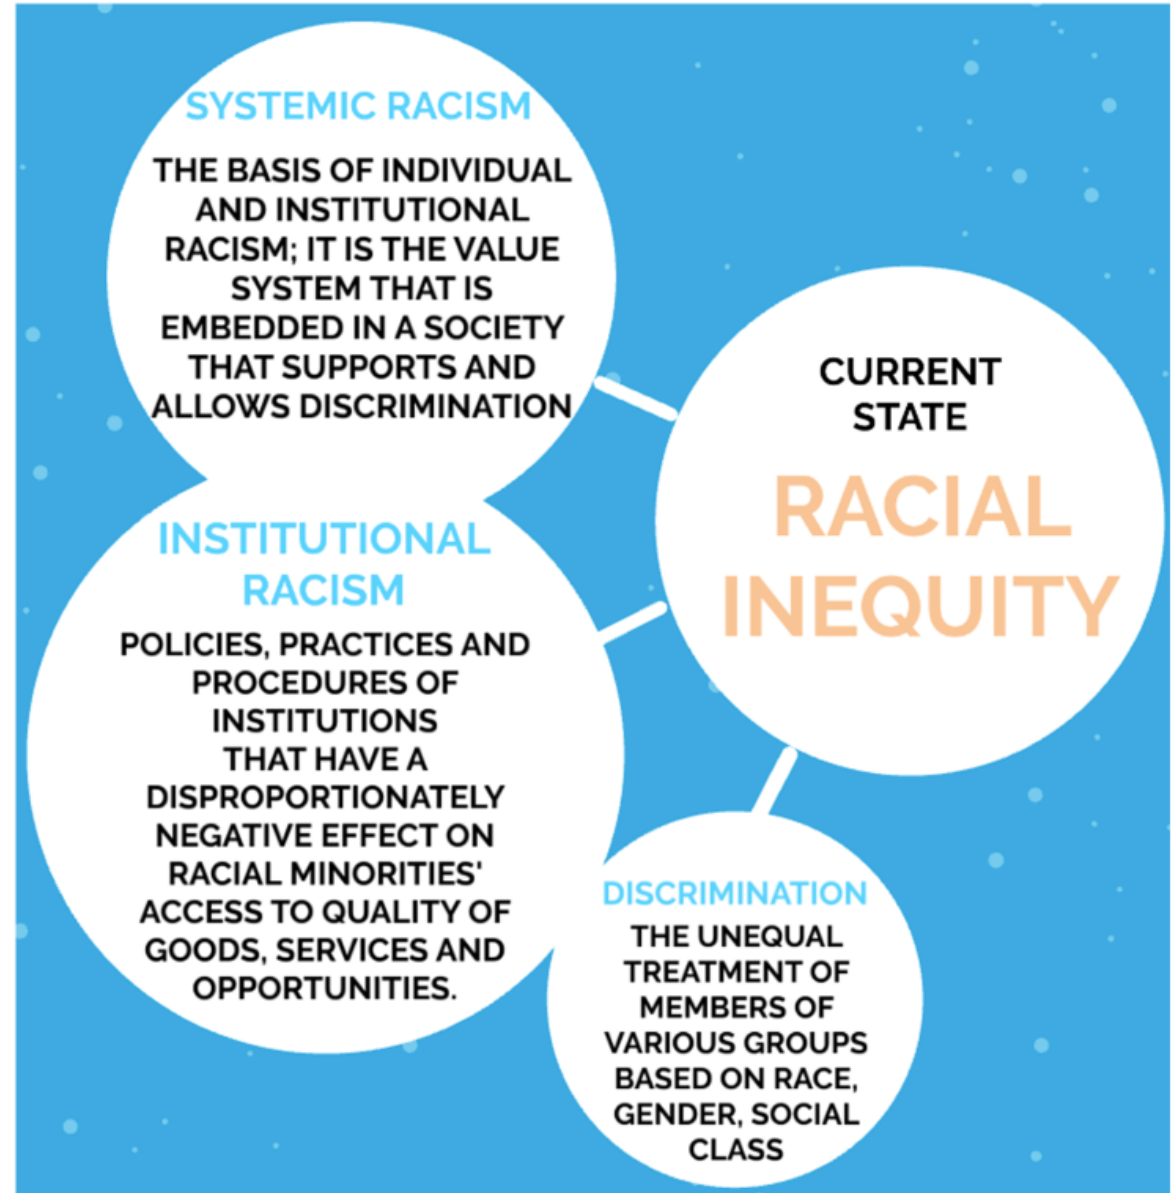 SYSTEMIC RACISM
THE BASIS OF INDIVIDUAL
AND INSTITUTIONAL
RACISM; IT IS THE VALUE
SYSTEM THAT IS
EMBEDDED IN A SOCIETY
THAT SUPPORTS AND
ALLOWS DISCRIMINATION
INSTITUTIONAL
RACISM
POLICIES, PRACTICES AND
PROCEDURES OF
INSTITUTIONS
THAT HAVE A
DISPROPORTIONATELY
NEGATIVE EFFECT ON
RACIAL MINORITIES'
ACCESS TO QUALITY OF
GOODS, SERVICES AND
OPPORTUNITIES.
DISCRIMINATION
THE UNEQUAL
TREATMENT OF
MEMBERS OF
VARIOUS GROUPS
BASED ON RACE,
GENDER, SOCIAL
CLASS
CURRENT
STATE
RACIAL
INEQUITY